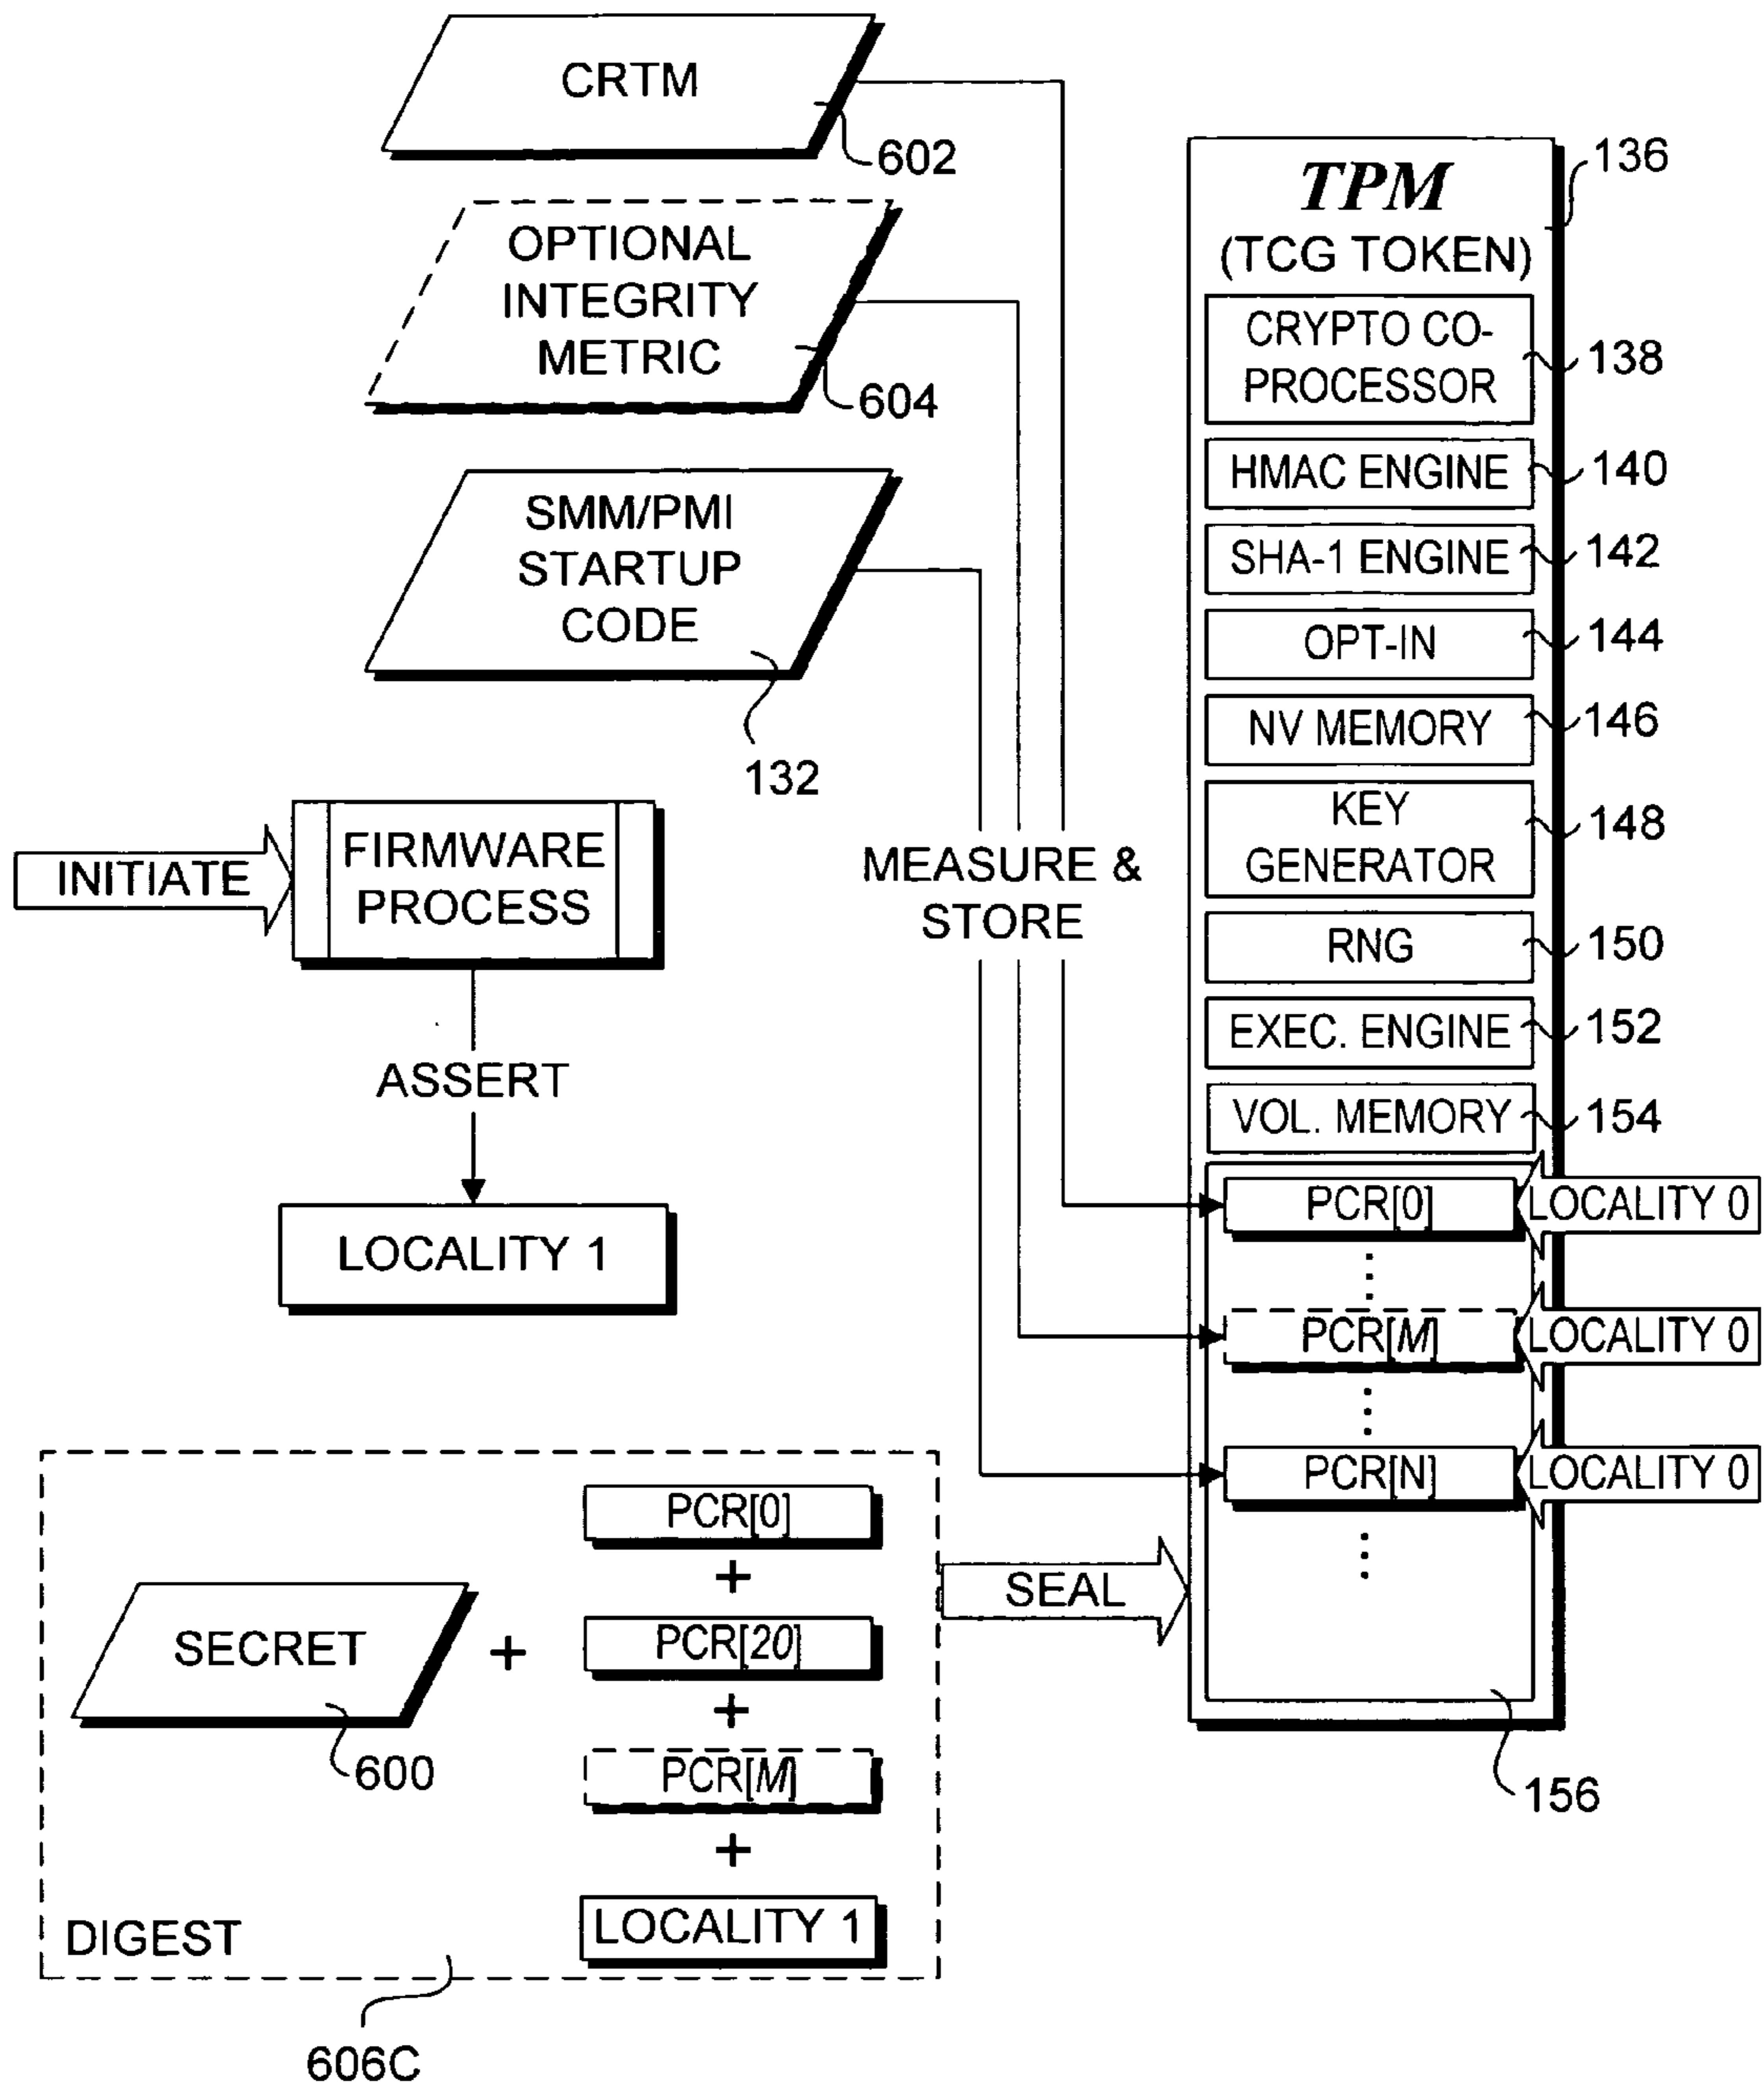 CRTM
602
OPTIONAL
INTEGRITY
METRIC
604
SMM/PMI
STARTUP
CODE
132
INITIATE
FIRMWARE
PROCESS
ASSERT
LOCALITY 1
MEASURE &
STORE
TPM
(TCG TOKEN)
136
CRYPTO CO-
PROCESSOR
138
HMAC ENGINE
140
SHA-1 ENGINE
142
OPT-IN
144
NV MEMORY
146
KEY
GENERATOR
148
RNG
150
EXEC. ENGINE
152
VOL. MEMORY
154
PCR[0]
LOCALITY 0
PCR[M]
LOCALITY 0
PCR[N]
LOCALITY 0
156
SECRET
600
+
PCR[0]
+
PCR[20]
+
PCR[M]
+
LOCALITY 1
DIGEST
606C
SEAL